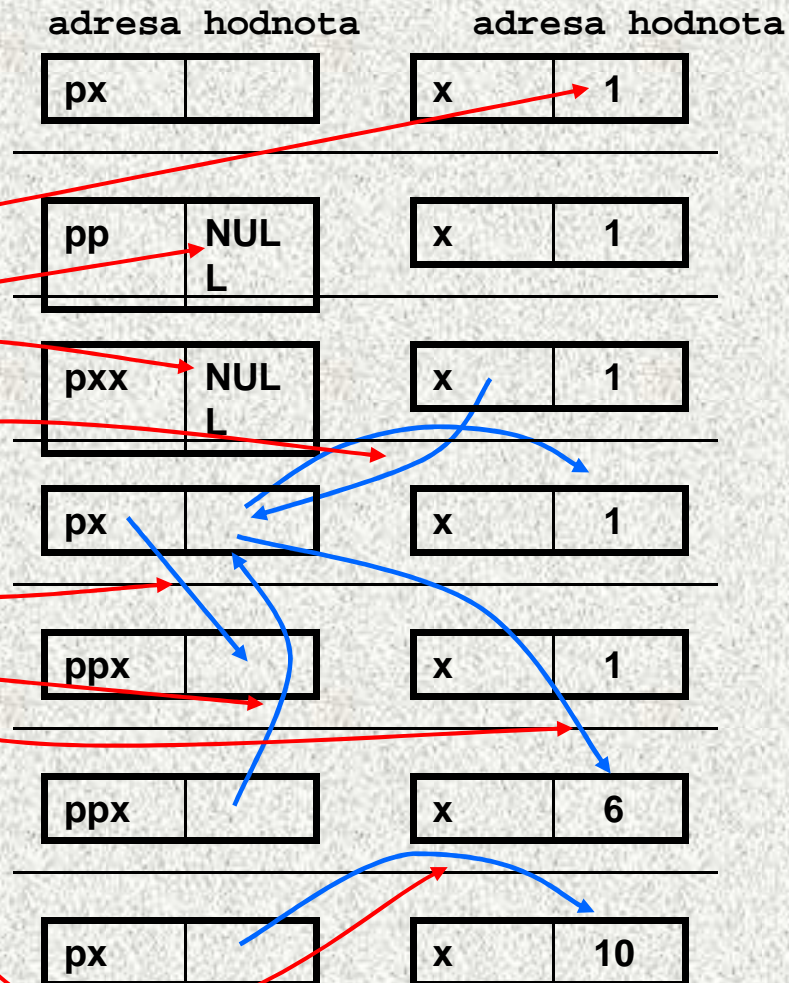 adresa hodnota adresa hodnota
px x 1
pp NUL x 1
L
pxx NUL x 1
L
px x 1
ppx x 1
ppx x 6
px x 10